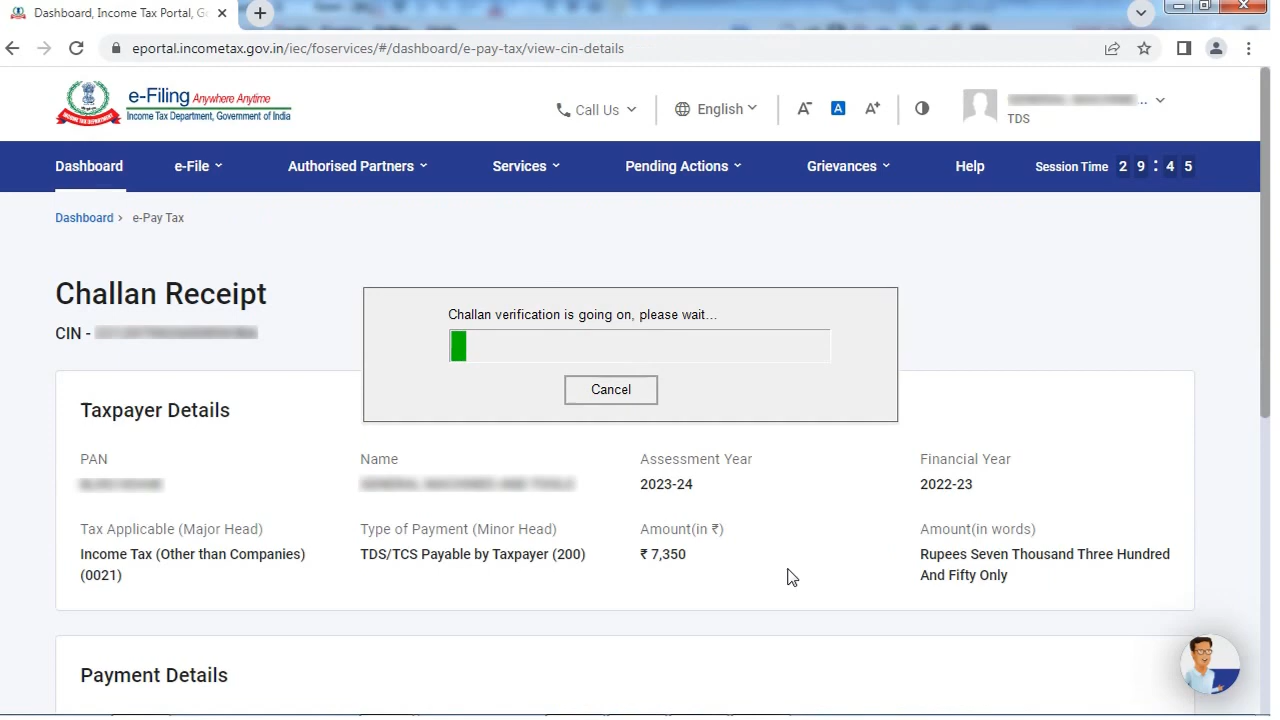 Dashboard, Income Tax Portal, G
eportal.incometax.gov.in/iec/foservices/#/dashboard/e-pay-tax/view-cin-details
e-Filing Anywhere Anytime
Income Tax Department, Government of India
Call Us
English
A-
A
A+
TDS
Dashboard
e-File
Authorised Partners
Services
Pending Actions
Grievances
Help
Session Time 29:45
Dashboard > e-Pay Tax
Challan Receipt
CIN -
Challan verification is going on, please wait...
Cancel
Taxpayer Details
PAN
Name
Assessment Year
Financial Year
2023-24
2022-23
Tax Applicable (Major Head)
Type of Payment (Minor Head)
Amount(in ₹)
Amount(in words)
Income Tax (Other than Companies)
(0021)
TDS/TCS Payable by Taxpayer (200)
₹ 7,350
Rupees Seven Thousand Three Hundred
And Fifty Only
Payment Details